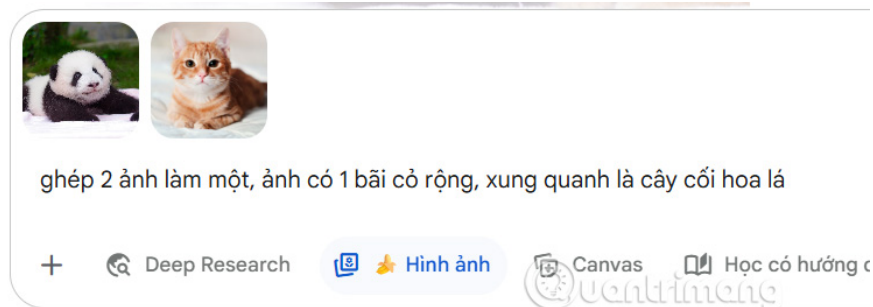 ghép 2 ảnh làm một, ảnh có 1 bãi cỏ rộng, xung quanh là cây cối hoa lá
+ Deep Research Hình ảnh Canvas Học có hướng
Quantrimang